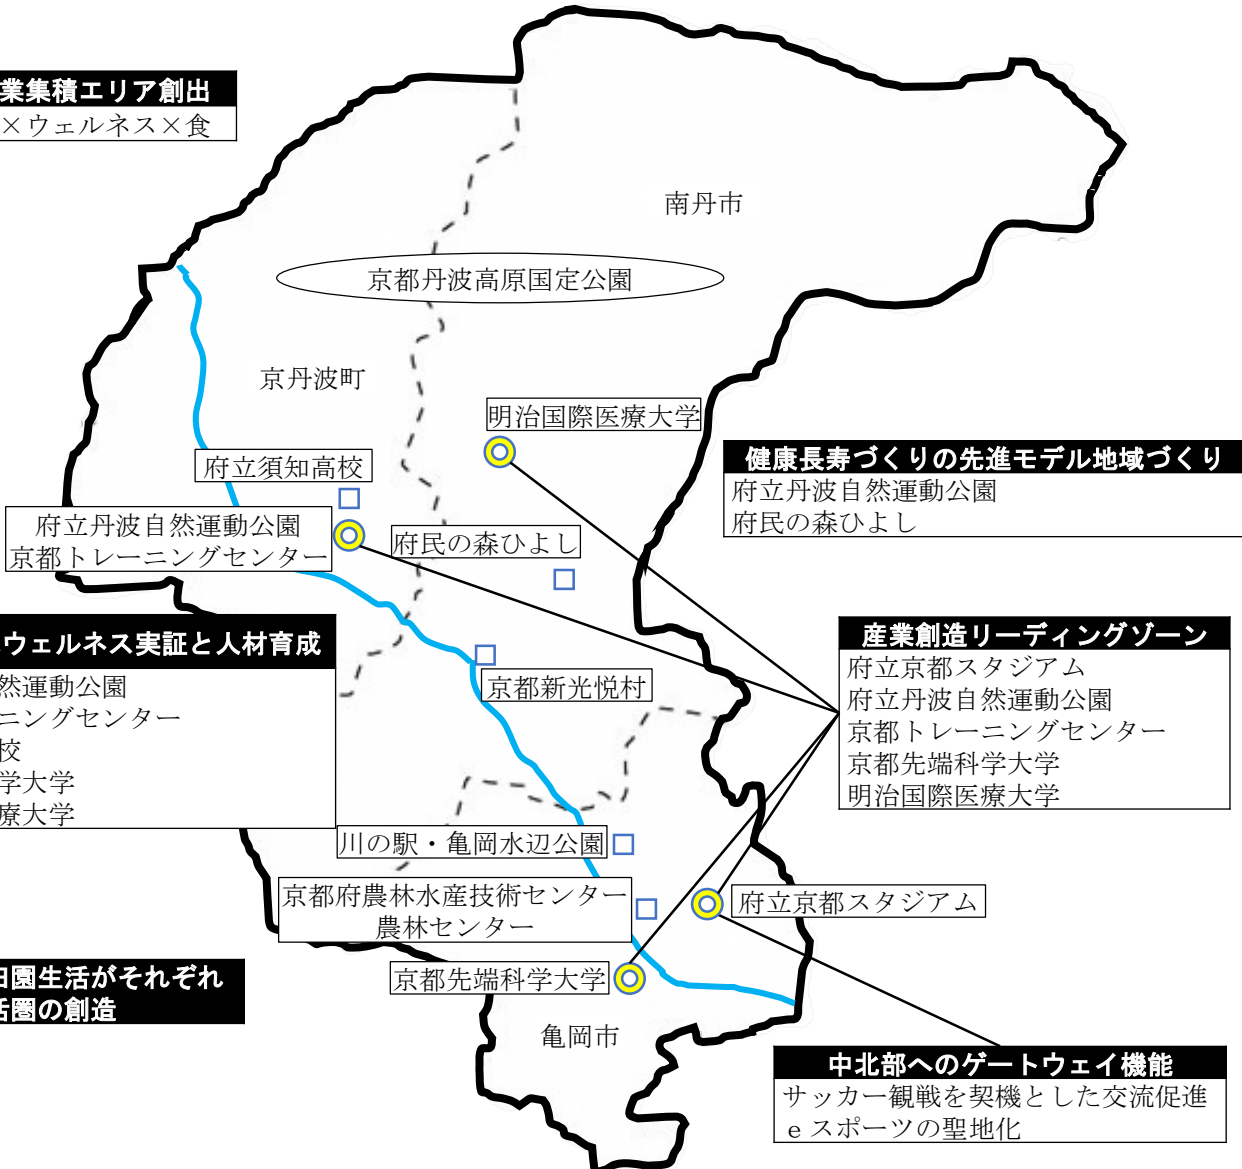 業集積エリア創出
×ウェルネス×食
南丹市
京都丹波高原国定公園
京丹波町
明治国際医療大学
府立須知高校
健康長寿づくりの先進モデル地域づくり
府立丹波自然運動公園
府民の森ひよし
府立丹波自然運動公園
京都トレーニングセンター
府民の森ひよし
ウェルネス実証と人材育成
然運動公園
ニングセンター
校
学大学
療大学
京都新光悦村
産業創造リーディングゾーン
府立京都スタジアム
府立丹波自然運動公園
京都トレーニングセンター
京都先端科学大学
明治国際医療大学
川の駅・亀岡水辺公園
京都府農林水産技術センター
農林センター
府立京都スタジアム
京都先端科学大学
田園生活がそれぞれ
活圏の創造
亀岡市
中北部へのゲートウェイ機能
サッカー観戦を契機とした交流促進
eスポーツの聖地化